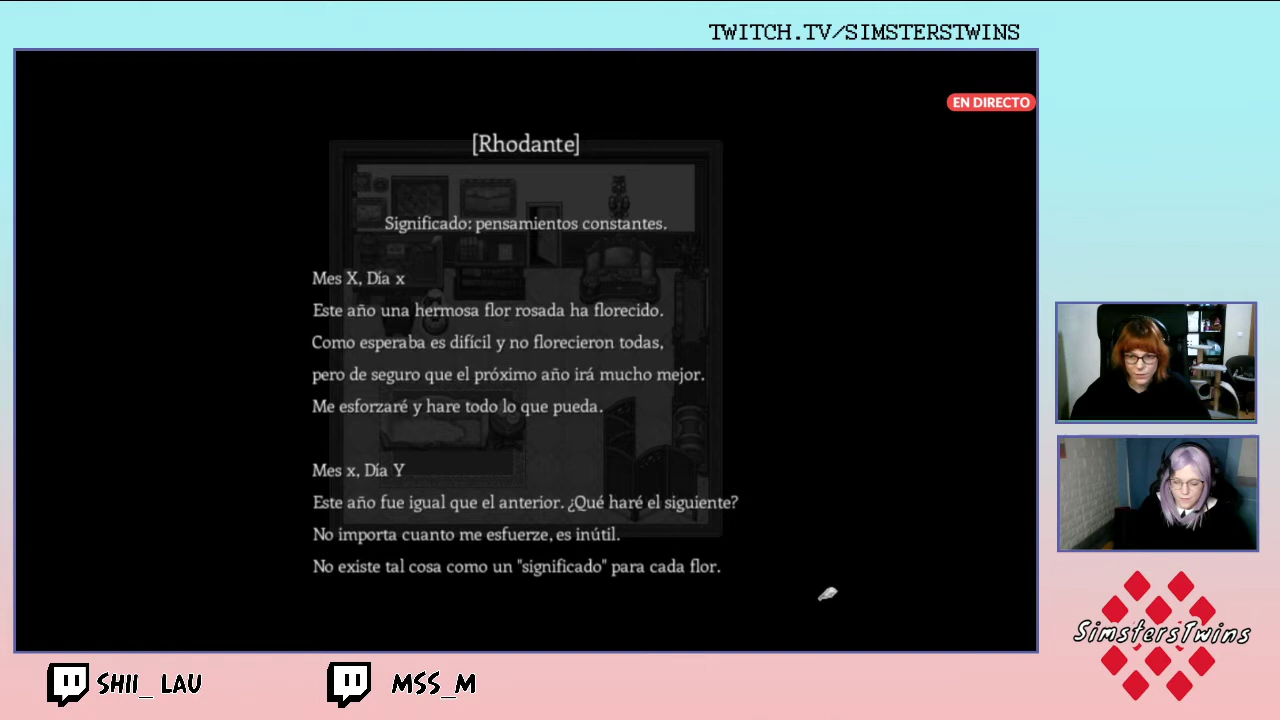 TWITCH.TV/SIMSTERSTWINS
EN DIRECTO
[Rhodante]
Significado: pensamientos constantes.
Mes X, Día x
Este año una hermosa flor rosada ha florecido.
Como esperaba es difícil y no florecieron todas,
pero de seguro que el próximo año irá mucho mejor.
Me esforzaré y hare todo lo que pueda.
Mes x, Día Y
Este año fue igual que el anterior. ¿Qué haré el siguiente?
No importa cuanto me esfuerze, es inútil.
No existe tal cosa como un "significado" para cada flor.
SimstersTwins
SHII_ LAU
MSS_M